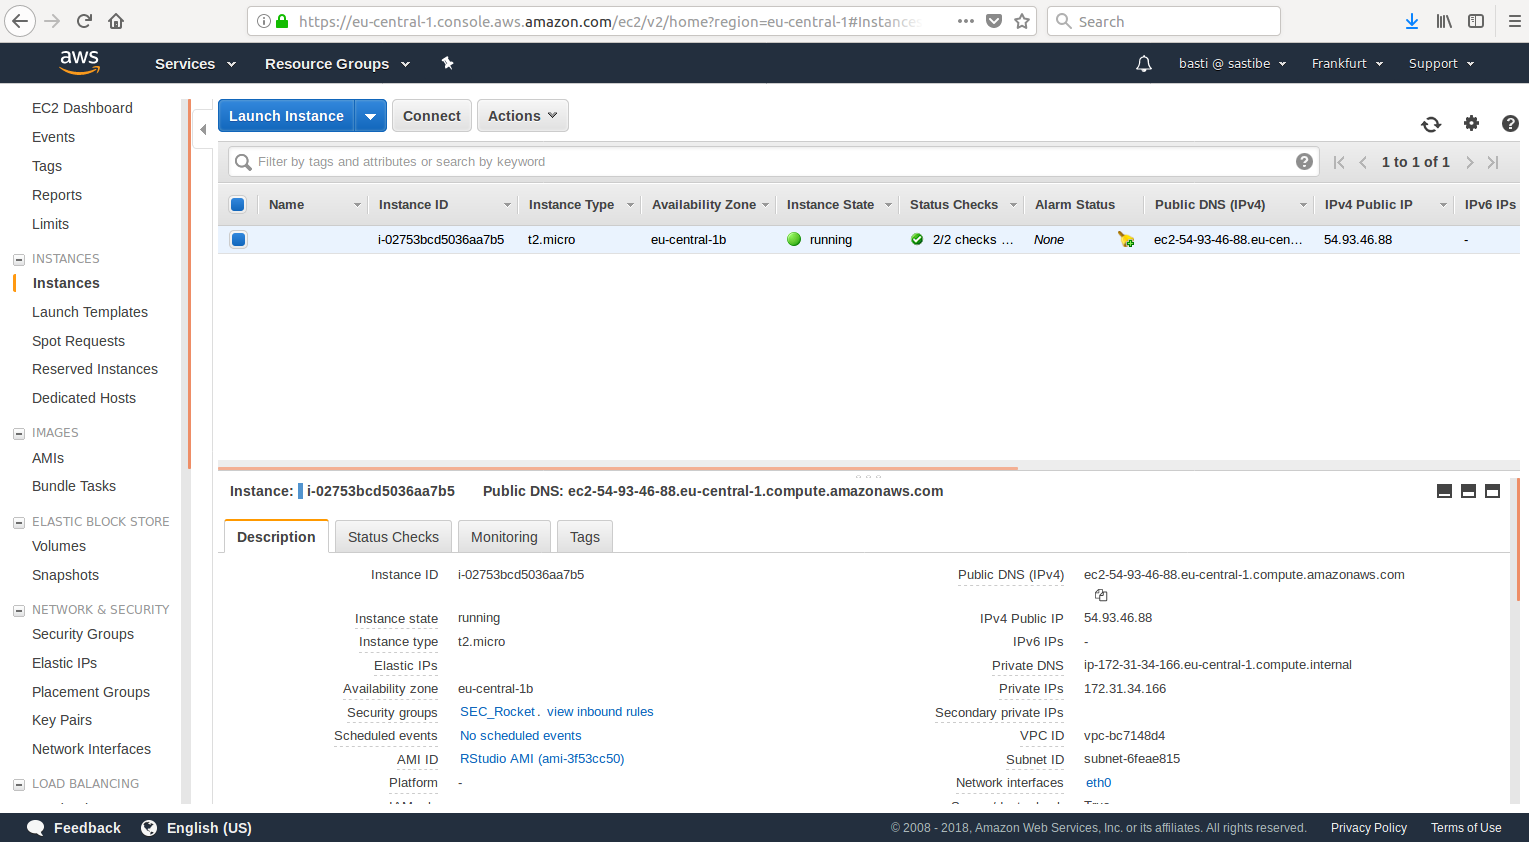 https://eu-central-1.console.aws.amazon.com/ec2/v2/home?region=eu-central-1#Instances
Search
aws
Services
Resource Groups
basti @ sastibe
Frankfurt
Support
EC2 Dashboard
Events
Tags
Reports
Limits
INSTANCES
Instances
Launch Templates
Spot Requests
Reserved Instances
Dedicated Hosts
IMAGES
AMIs
Bundle Tasks
ELASTIC BLOCK STORE
Volumes
Snapshots
NETWORK & SECURITY
Security Groups
Elastic IPs
Placement Groups
Key Pairs
Network Interfaces
LOAD BALANCING
Launch Instance
Connect
Actions
Filter by tags and attributes or search by keyword
1 to 1 of 1
Name Instance ID Instance Type Availability Zone Instance State Status Checks Alarm Status Public DNS (IPv4) IPv4 Public IP IPv6 IPs
i-02753bcd5036aa7b5 t2.micro eu-central-1b running 2/2 checks ... None ec2-54-93-46-88.eu-cen... 54.93.46.88 -
Instance: i-02753bcd5036aa7b5 Public DNS: ec2-54-93-46-88.eu-central-1.compute.amazonaws.com
Description Status Checks Monitoring Tags
Instance ID i-02753bcd5036aa7b5
Instance state running
Instance type t2.micro
Elastic IPs
Availability zone eu-central-1b
Security groups SEC_Rocket. view inbound rules
Scheduled events No scheduled events
AMI ID RStudio AMI (ami-3f53cc50)
Platform -
Public DNS (IPv4) ec2-54-93-46-88.eu-central-1.compute.amazonaws.com
IPv4 Public IP 54.93.46.88
IPv6 IPs -
Private DNS ip-172-31-34-166.eu-central-1.compute.internal
Private IPs 172.31.34.166
Secondary private IPs
VPC ID vpc-bc7148d4
Subnet ID subnet-6feae815
Network interfaces eth0
Feedback
English (US)
© 2008 - 2018, Amazon Web Services, Inc. or its affiliates. All rights reserved.
Privacy Policy
Terms of Use